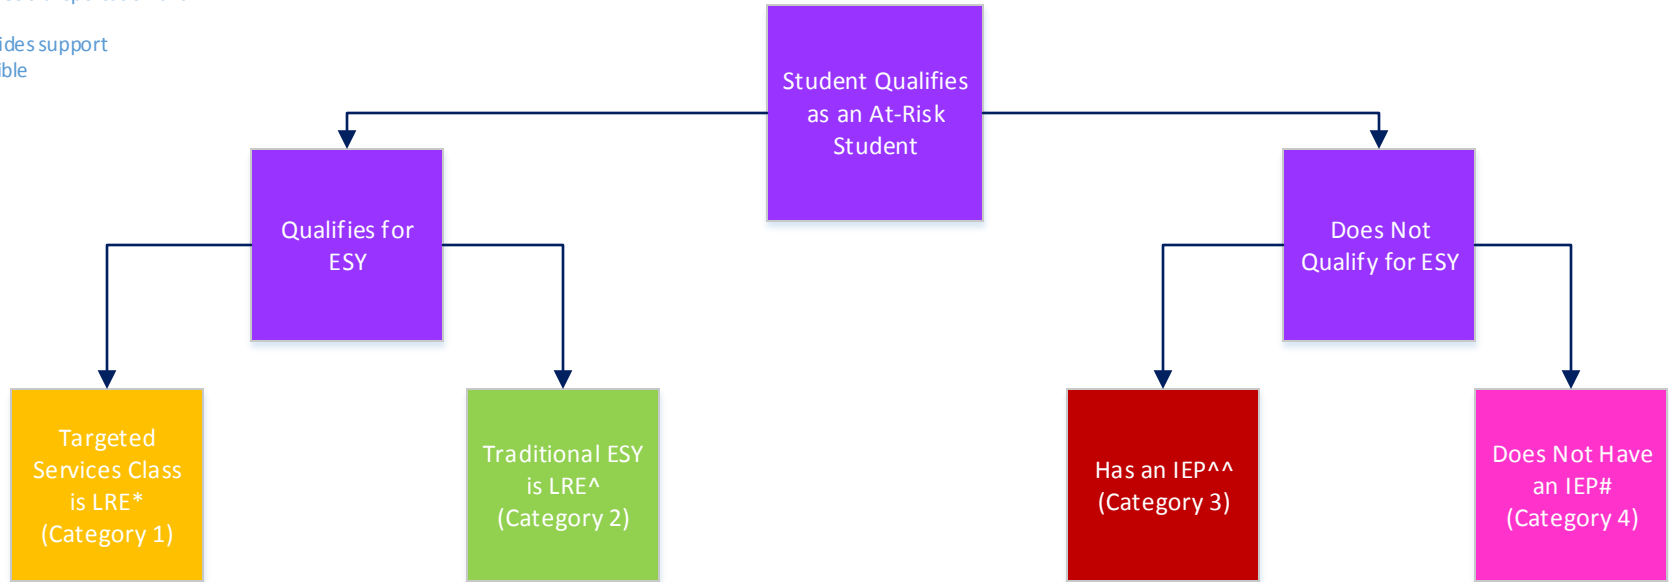 ides support
ible
Student Qualifies
as an At-Risk
Student
Qualifies for
ESY
Does Not
Qualify for ESY
Targeted
Services Class
is LRE*
(Category 1)
Traditional ESY
is LRE^
(Category 2)
Has an IEP^^
(Category 3)
Does Not Have
an IEP#
(Category 4)